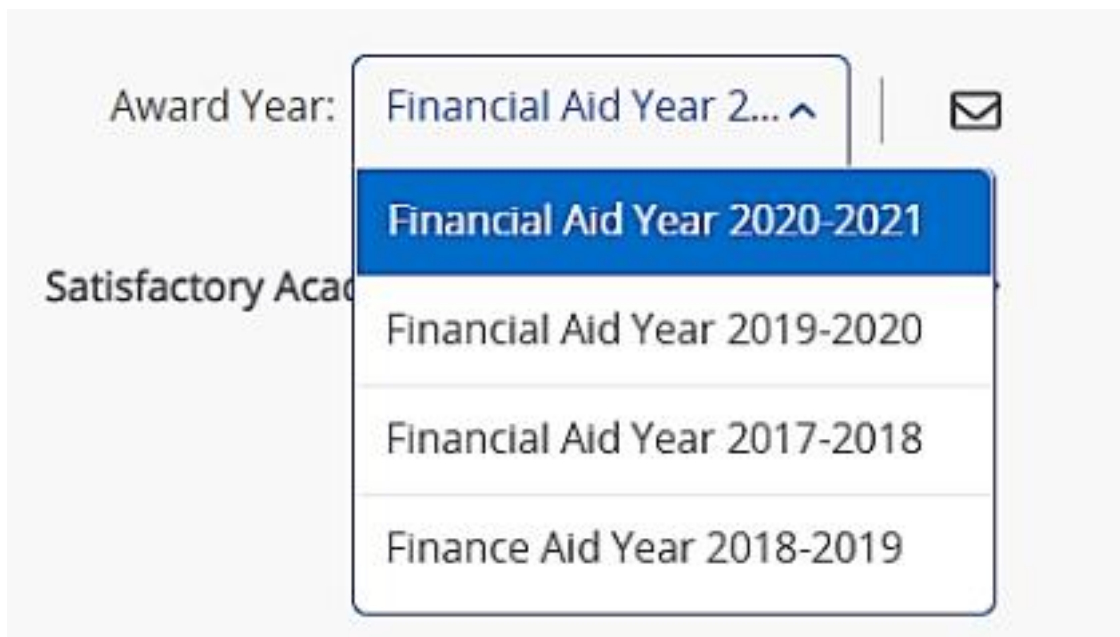 Award Year: Financial Aid Year 2...
Financial Aid Year 2020-2021
Satisfactory
Financial Aid Year 2019-2020
Financial Aid Year 2017-2018
Finance Aid Year 2018-2019